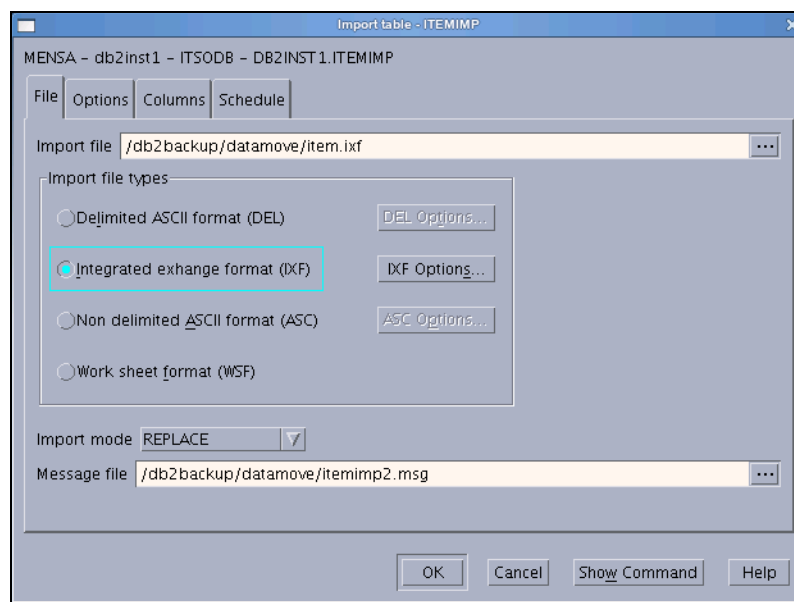 Import table - ITEMIMP
MENSA - db2inst1 - ITSODB - DB2INST1.ITEMIMP
File Options Columns Schedule
Import file /db2backup/datamove/item.ixf ...
Import file types
Delimited ASCII format (DEL) DEL Options...
Integrated exhange format (IXF) IXF Options...
Non delimited ASCII format (ASC) ASC Options...
Work sheet format (WSF)
Import mode REPLACE
Message file /db2backup/datamove/itemimp2.msg ...
OK Cancel Show Command Help